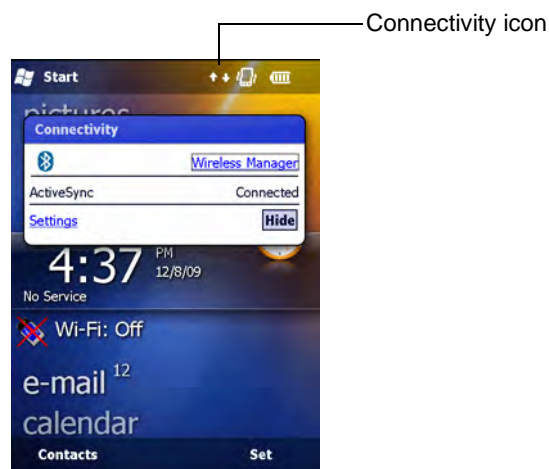 Connectivity icon
Start
pictures
Connectivity
Wireless Manager
ActiveSync Connected
Settings Hide
4:37 PM
12/8/09
No Service
Wi-Fi: Off
e-mail 12
calendar
Contacts Set